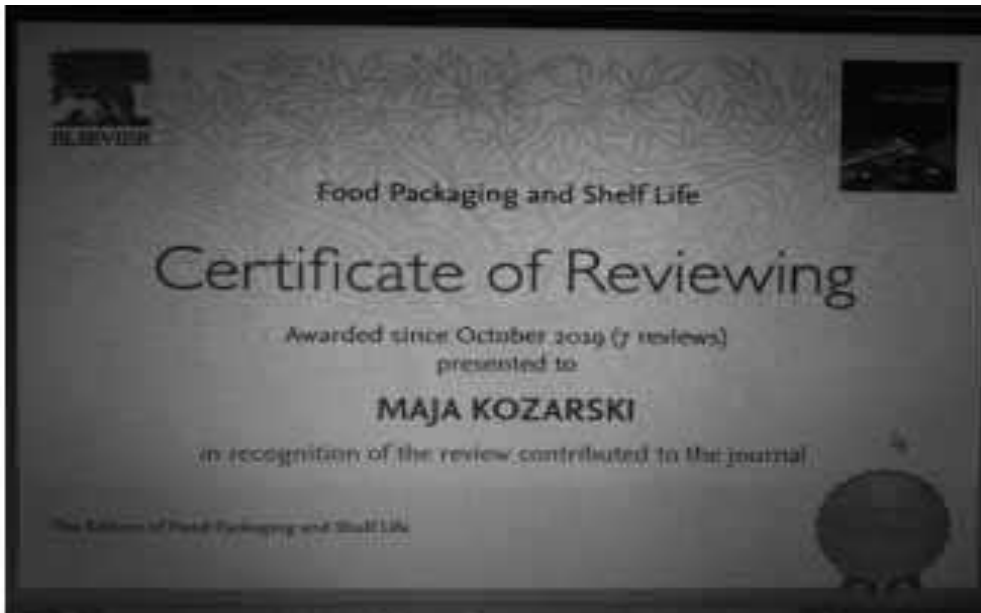 ELSEVIER
Food Packaging and Shelf Life
Certificate of Reviewing
Awarded since October 2019 (7 reviews)
presented to
MAJA KOZARSKI
in recognition of the review contributed to the journal
The Editors of Food Packaging and Shelf Life